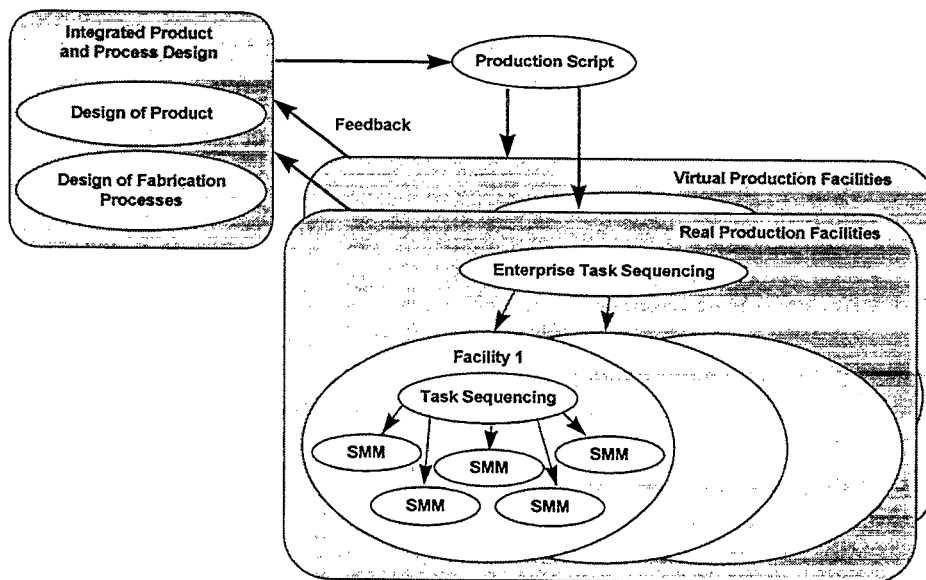 Integrated Product
and Process Design
Design of Product
Design of Fabrication
Processes
Production Script
Feedback
Virtual Production Facilities
Real Production Facilities
Enterprise Task Sequencing
Facility 1
Task Sequencing
SMM
SMM
SMM
SMM
SMM